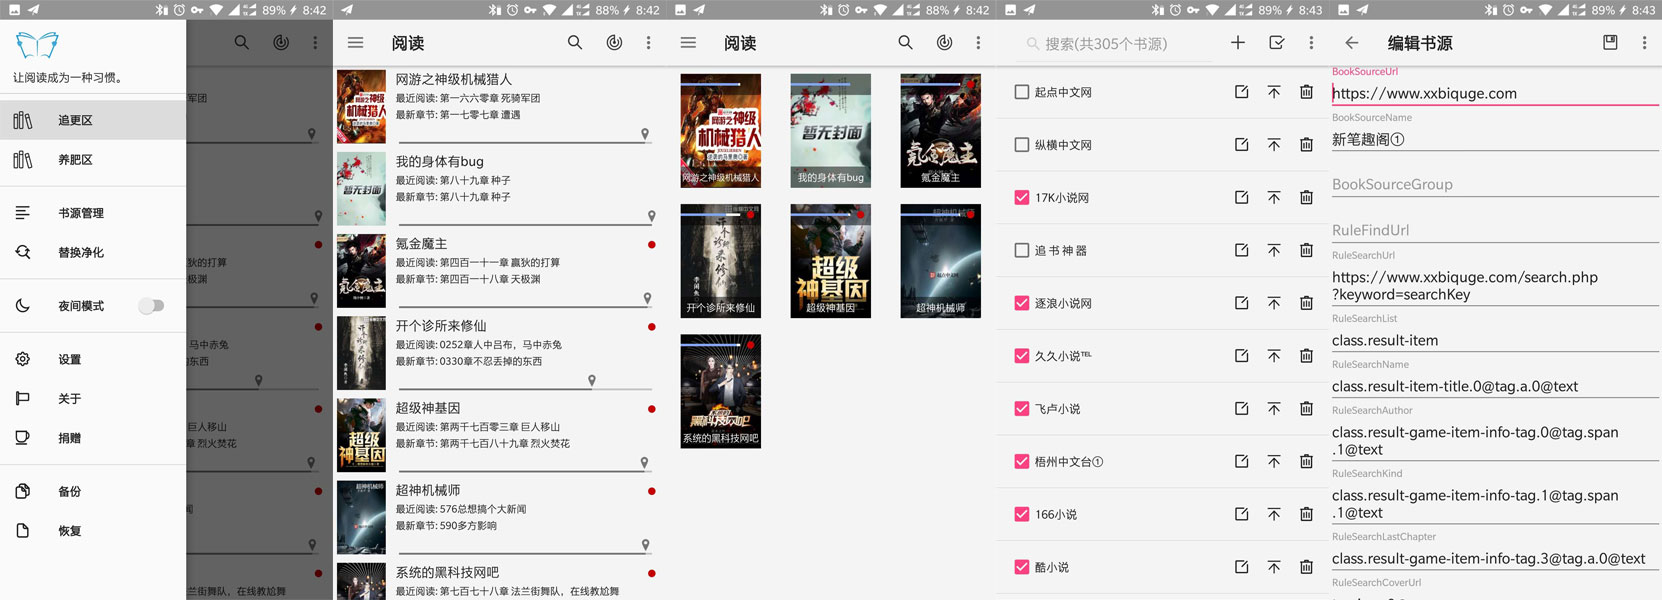 89% 8:42
让阅读成为一种习惯。
追更区
养肥区
书源管理
替换净化
夜间模式
设置
关于
捐赠
备份
恢复
军团
狄的打算
极渊
马中赤兔
的东西
巨人移山
章 烈火焚花
闻
兰街舞队，在线教尬舞
88% 8:42
阅读
网游之神级机械猎人
最近阅读: 第一六六零章 死骑军团
最新章节: 第一七零七章 遭遇
我的身体有bug
最近阅读: 第八十九章 种子
最新章节: 第八十九章 种子
氪金魔主
最近阅读: 第四百一十一章 嬴狄的打算
最新章节: 第四百一十八章 天极渊
开个诊所来修仙
最近阅读: 0252章人中吕布，马中赤兔
最新章节: 0330章不忍丢掉的东西
超级神基因
最近阅读: 第两千七百零三章 巨人移山
最新章节: 第两千七百八十九章 烈火焚花
超神机械师
最近阅读: 576总想搞个大新闻
最新章节: 590多方影响
系统的黑科技网吧
最近阅读: 第七百七十八章 法兰街舞队，在线教尬舞
88% 8:42
阅读
网游之神级机械猎人
暂无封面
我的身体有bug
氪金魔主
开个诊所来修仙
超级神基因
超神机械师
系统的黑科技网吧
89% 8:43
搜索(共305个书源)
起点中文网
纵横中文网
17K小说网
追书神器
逐浪小说网
久久小说℡
飞卢小说
梧州中文台①
166小说
酷小说
89% 8:43
编辑书源
BookSourceUrl
https://www.xxbiquge.com
BookSourceName
新笔趣阁①
BookSourceGroup
RuleFindUrl
RuleSearchUrl
https://www.xxbiquge.com/search.php
?keyword=searchKey
RuleSearchList
class.result-item
RuleSearchName
class.result-item-title.0@tag.a.0@text
RuleSearchAuthor
class.result-game-item-info-tag.0@tag.span
.1@text
RuleSearchKind
class.result-game-item-info-tag.1@tag.span
.1@text
RuleSearchLastChapter
class.result-game-item-info-tag.3@tag.a.0@text
RuleSearchCoverUrl